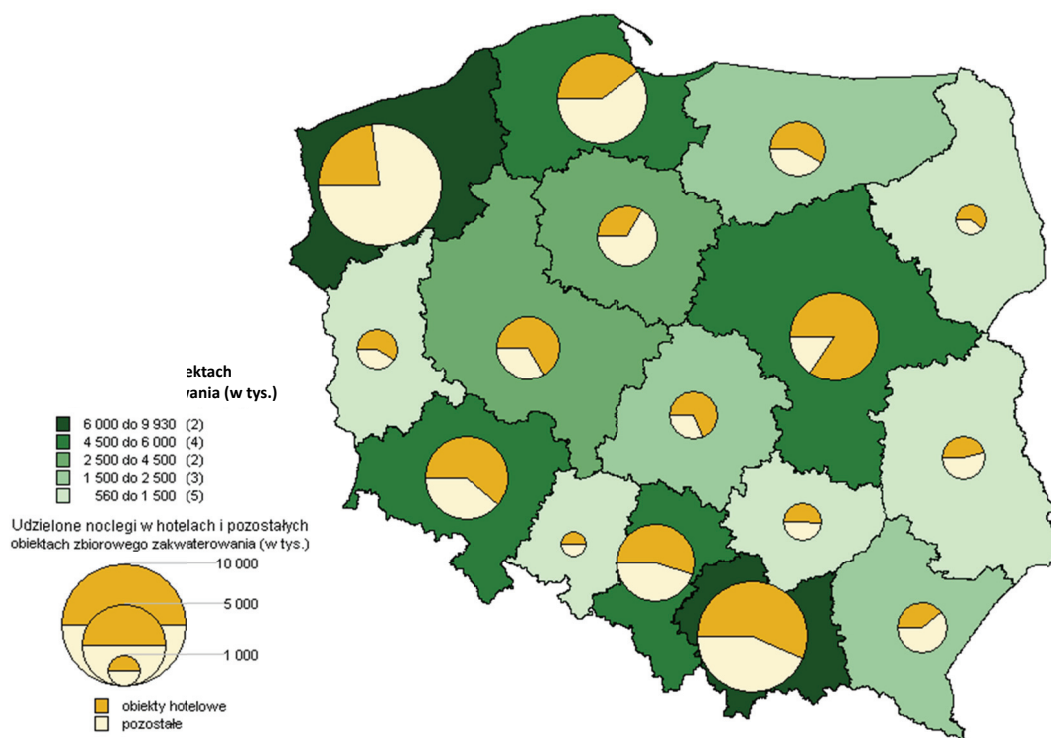 ektach
vania (w tys.)
6 000 do 9 930 (2)
4 500 do 6 000 (4)
2 500 do 4 500 (2)
1 500 do 2 500 (3)
560 do 1 500 (5)
Udzielone noclegi w hotelach i pozostałych
obiektach zbiorowego zakwaterowania (w tys.)
10 000
5 000
1 000
obiekty hotelowe
pozostałe